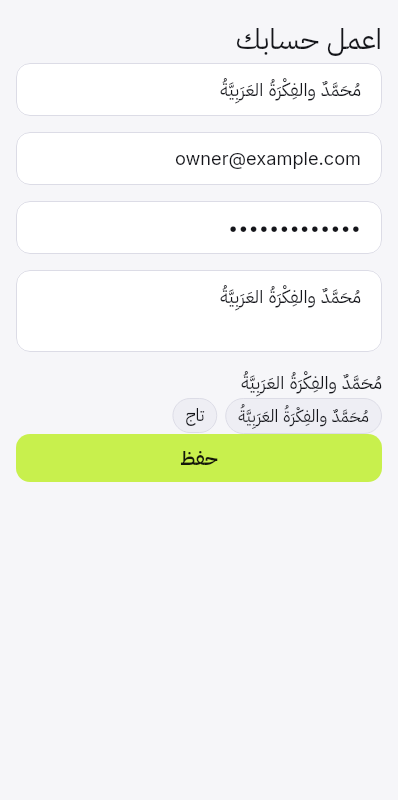 اعمل حسابك
مُحَمَّدٌ والفِكْرَةُ العَرَبِيَّةُ
owner@example.com
•••••••••••••
مُحَمَّدٌ والفِكْرَةُ العَرَبِيَّةُ
مُحَمَّدٌ والفِكْرَةُ العَرَبِيَّةُ
مُحَمَّدٌ والفِكْرَةُ العَرَبِيَّةُ تاج
حفظ